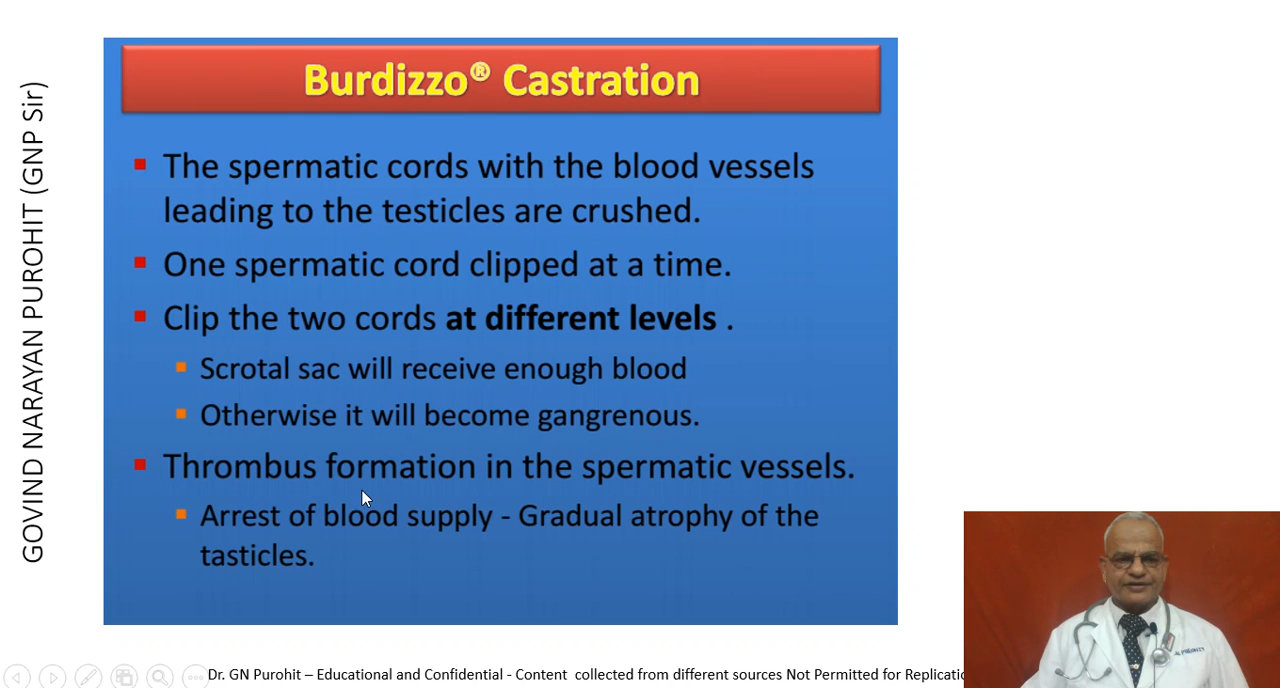 GOVIND NARAYAN PUROHIT (GNP Sir)
Burdizzo® Castration
The spermatic cords with the blood vessels
leading to the testicles are crushed.
One spermatic cord clipped at a time.
Clip the two cords at different levels .
Scrotal sac will receive enough blood
Otherwise it will become gangrenous.
Thrombus formation in the spermatic vessels.
Arrest of blood supply - Gradual atrophy of the
tasticles.
Dr. GN Purohit – Educational and Confidential - Content collected from different sources Not Permitted for Replicatio